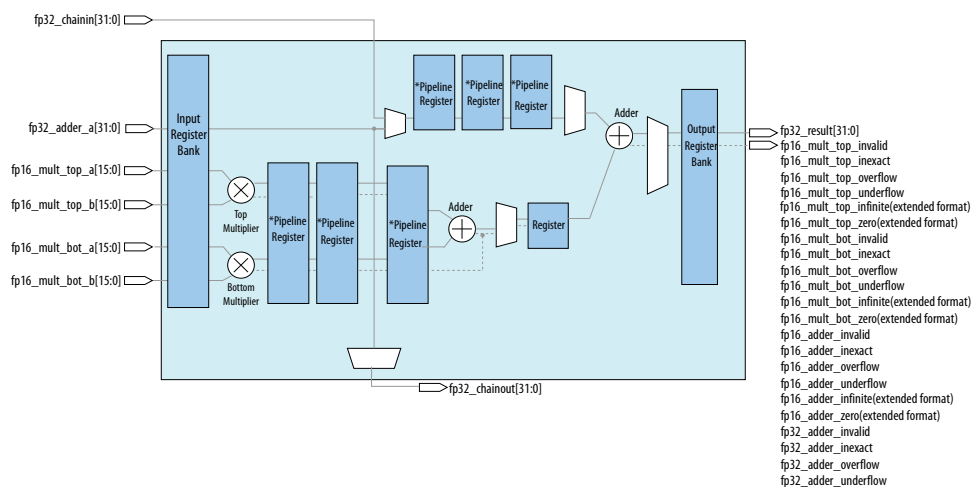 fp32_chainin[31:0]
fp32_adder_a[31:0]
fp16_mult_top_a[15:0]
fp16_mult_top_b[15:0]
fp16_mult_bot_a[15:0]
fp16_mult_bot_b[15:0]
Input
Register
Bank
Top
Multiplier
Bottom
Multiplier
*Pipeline
Register
*Pipeline
Register
*Pipeline
Register
*Pipeline
Register
*Pipeline
Register
*Pipeline
Register
Adder
Register
Adder
Output
Register
Bank
fp32_chainout[31:0]
fp32_result[31:0]
fp16_mult_top_invalid
fp16_mult_top_inexact
fp16_mult_top_overflow
fp16_mult_top_underflow
fp16_mult_top_infinite(extended format)
fp16_mult_top_zero(extended format)
fp16_mult_bot_invalid
fp16_mult_bot_inexact
fp16_mult_bot_overflow
fp16_mult_bot_underflow
fp16_mult_bot_infinite(extended format)
fp16_mult_bot_zero(extended format)
fp16_adder_invalid
fp16_adder_inexact
fp16_adder_overflow
fp16_adder_underflow
fp16_adder_infinite(extended format)
fp16_adder_zero(extended format)
fp32_adder_invalid
fp32_adder_inexact
fp32_adder_overflow
fp32_adder_underflow